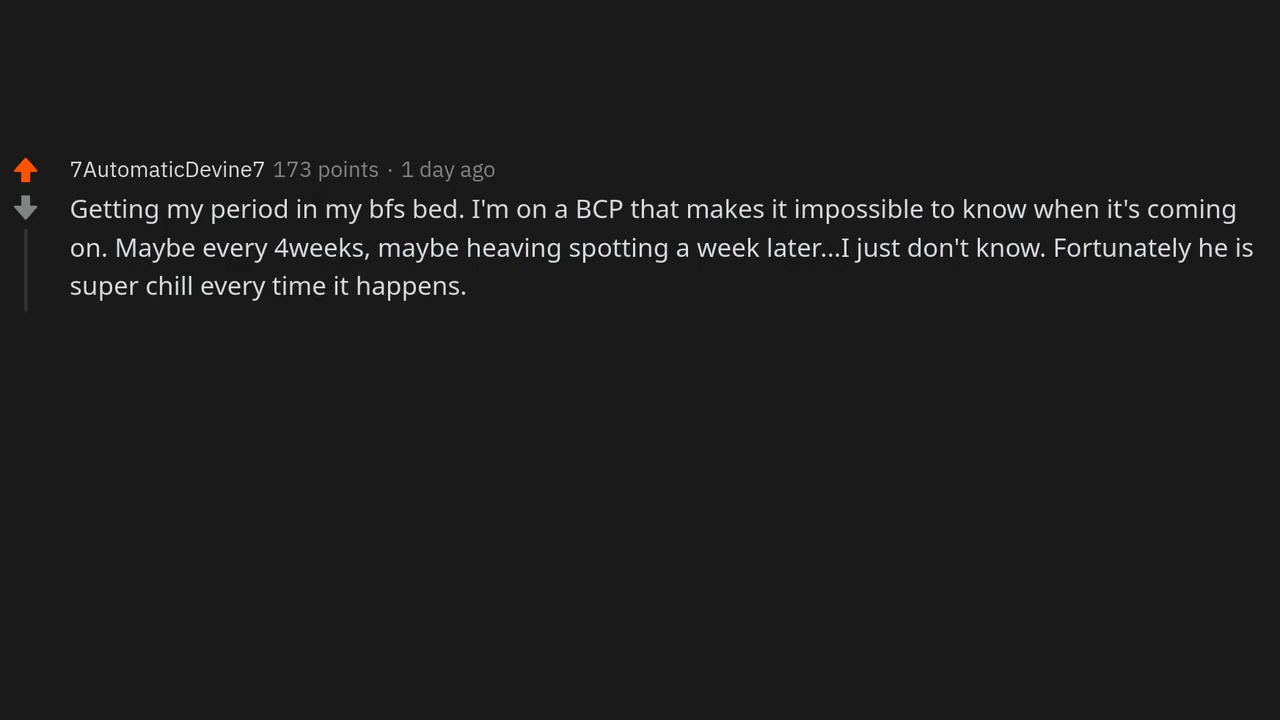 7AutomaticDevine7 173 points · 1 day ago
Getting my period in my bfs bed. I'm on a BCP that makes it impossible to know when it's coming
on. Maybe every 4weeks, maybe heaving spotting a week later...I just don't know. Fortunately he is
super chill every time it happens.